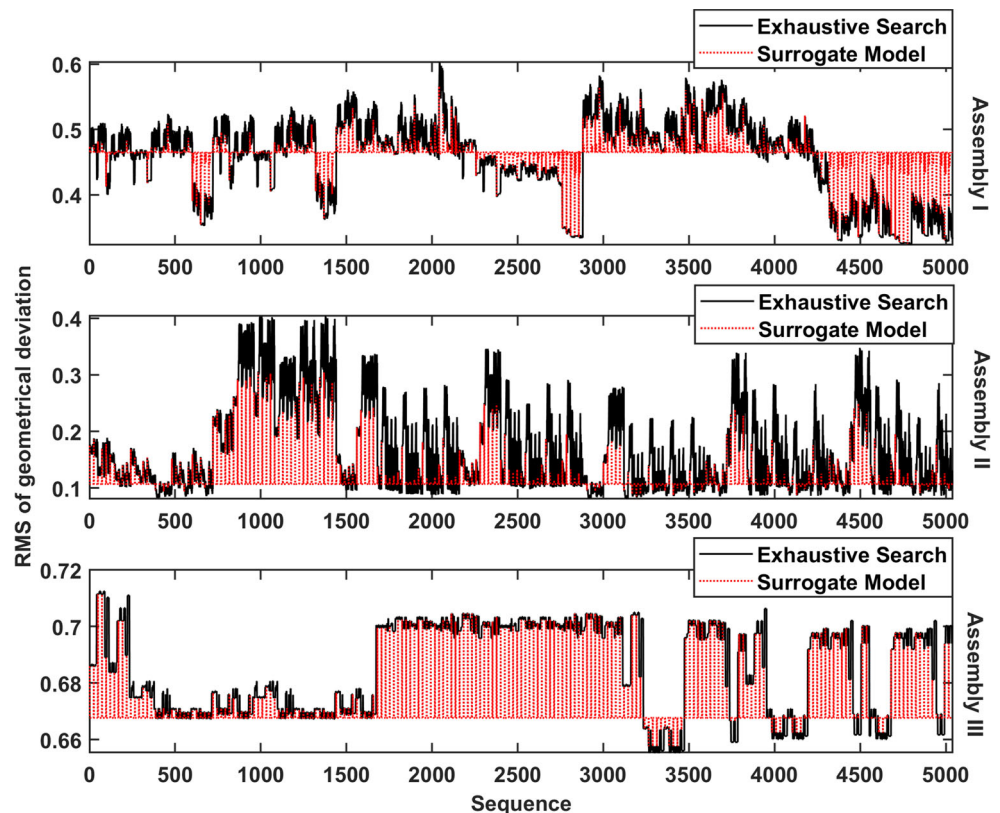 Exhaustive Search
Surrogate Model
0.6
0.5
0.4
0 500 1000 1500 2000 2500 3000 3500 4000 4500 5000
Assembly I
Exhaustive Search
Surrogate Model
0.4
0.3
0.2
0.1
0 500 1000 1500 2000 2500 3000 3500 4000 4500 5000
Assembly II
RMS of geometrical deviation
Exhaustive Search
Surrogate Model
0.72
0.7
0.68
0.66
0 500 1000 1500 2000 2500 3000 3500 4000 4500 5000
Assembly III
Sequence